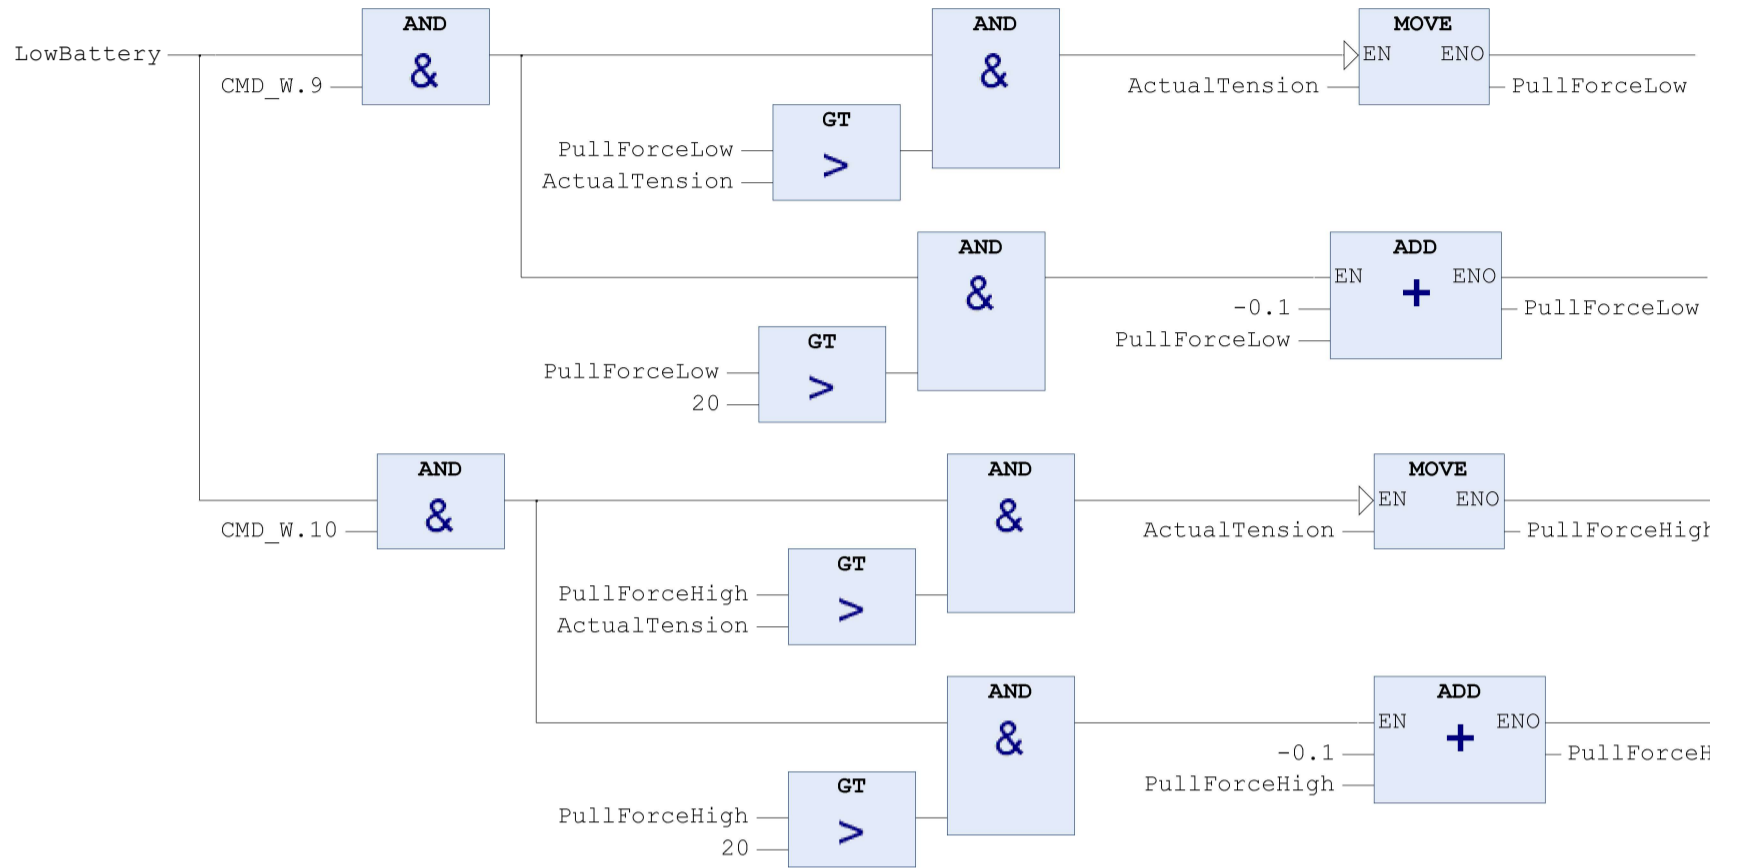 AND AND MOVE
LowBattery & & EN ENO
CMD_W.9 ActualTension PullForceLow
GT
PullForceLow >
ActualTension
AND ADD
& EN + ENO
-0.1 PullForceLow
GT PullForceLow
PullForceLow >
20
AND AND MOVE
& & EN ENO
CMD_W.10 ActualTension PullForceHigh
GT
PullForceHigh >
ActualTension
AND ADD
& EN + ENO
-0.1 PullForceH
GT PullForceHigh
PullForceHigh >
20